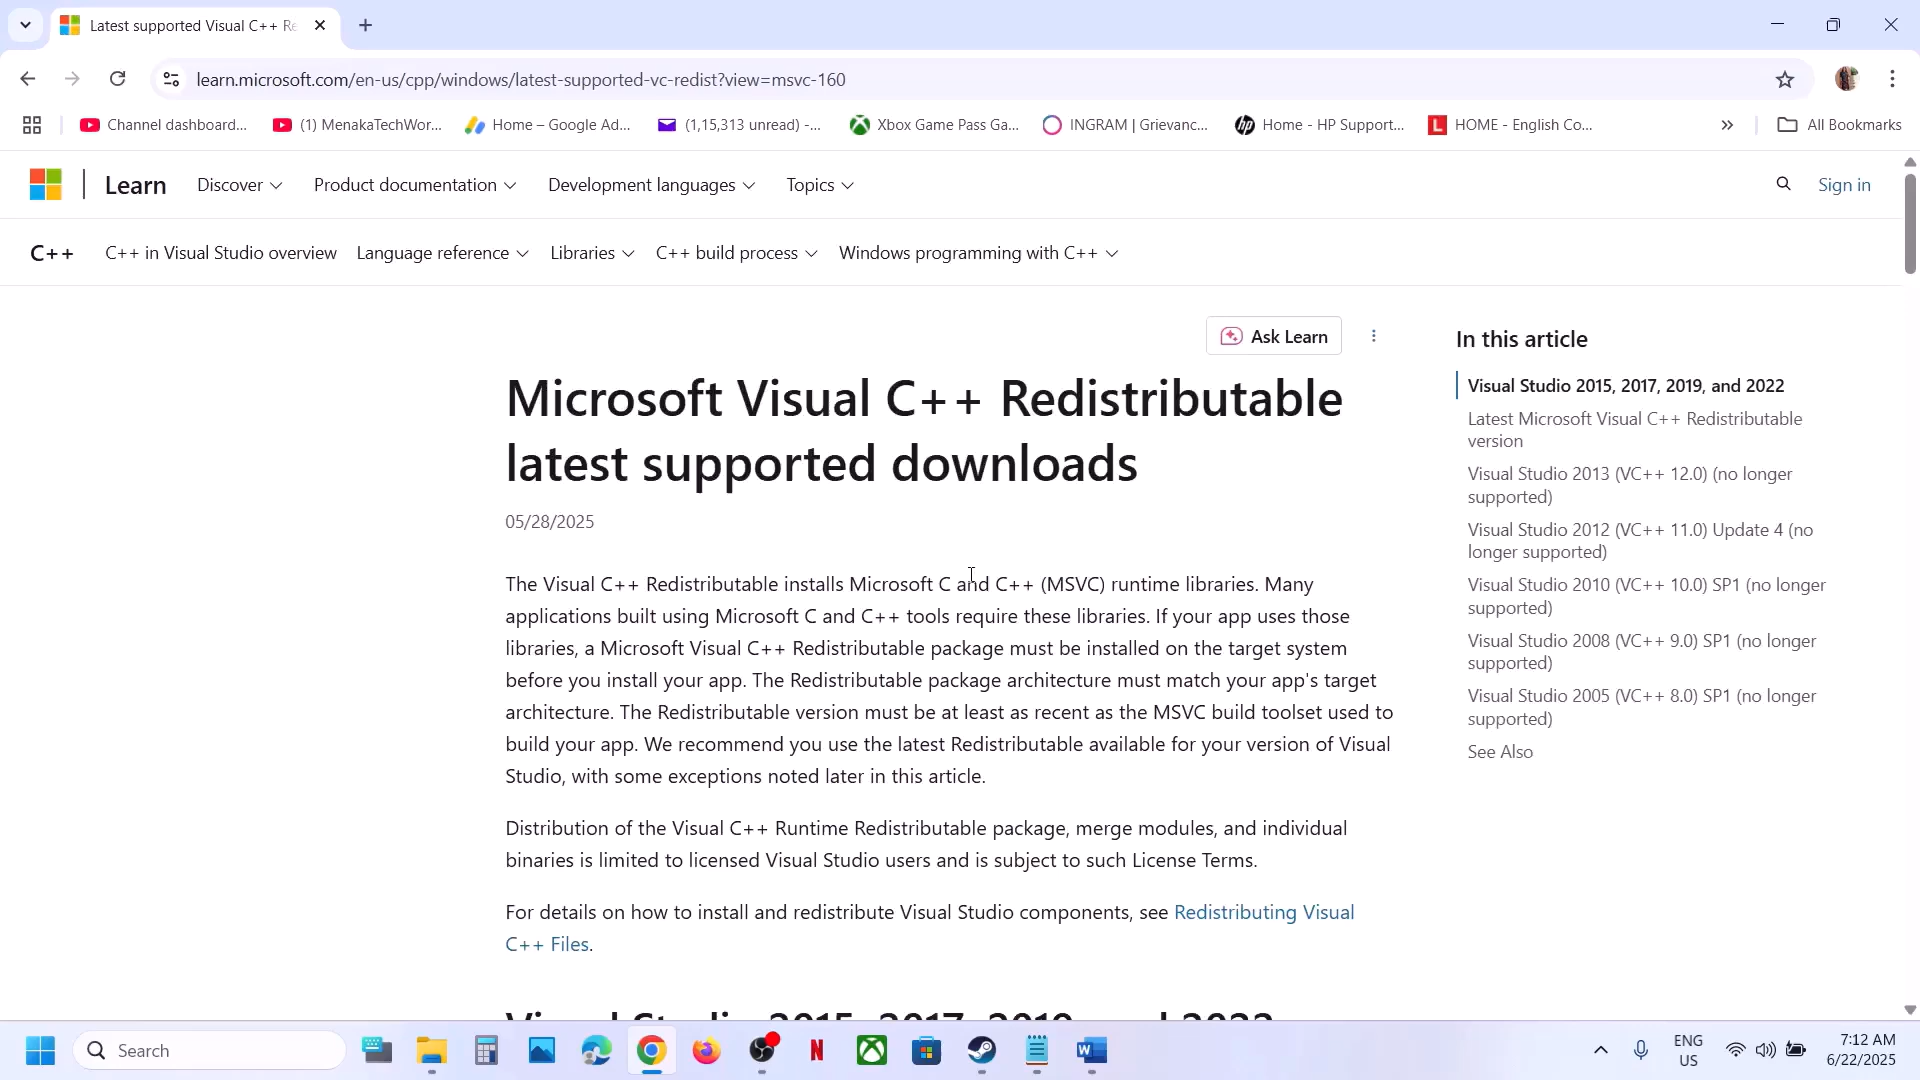 Latest supported Visual C++ Re
learn.microsoft.com/en-us/cpp/windows/latest-supported-vc-redist?view=msvc-160
Channel dashboard...
(1) MenakaTechWor...
Home – Google Ad...
(1,15,313 unread) -...
Xbox Game Pass Ga...
INGRAM | Grievanc...
Home - HP Support...
HOME - English Co...
All Bookmarks
Learn
Discover
Product documentation
Development languages
Topics
Sign in
C++
C++ in Visual Studio overview
Language reference
Libraries
C++ build process
Windows programming with C++
Ask Learn
Microsoft Visual C++ Redistributable
latest supported downloads
05/28/2025
The Visual C++ Redistributable installs Microsoft C and C++ (MSVC) runtime libraries. Many
applications built using Microsoft C and C++ tools require these libraries. If your app uses those
libraries, a Microsoft Visual C++ Redistributable package must be installed on the target system
before you install your app. The Redistributable package architecture must match your app's target
architecture. The Redistributable version must be at least as recent as the MSVC build toolset used to
build your app. We recommend you use the latest Redistributable available for your version of Visual
Studio, with some exceptions noted later in this article.
Distribution of the Visual C++ Runtime Redistributable package, merge modules, and individual
binaries is limited to licensed Visual Studio users and is subject to such License Terms.
For details on how to install and redistribute Visual Studio components, see Redistributing Visual
C++ Files.
Visual Studio 2015, 2017, 2019, and 2022
In this article
Visual Studio 2015, 2017, 2019, and 2022
Latest Microsoft Visual C++ Redistributable
version
Visual Studio 2013 (VC++ 12.0) (no longer
supported)
Visual Studio 2012 (VC++ 11.0) Update 4 (no
longer supported)
Visual Studio 2010 (VC++ 10.0) SP1 (no longer
supported)
Visual Studio 2008 (VC++ 9.0) SP1 (no longer
supported)
Visual Studio 2005 (VC++ 8.0) SP1 (no longer
supported)
See Also
Search
ENG
US
7:12 AM
6/22/2025